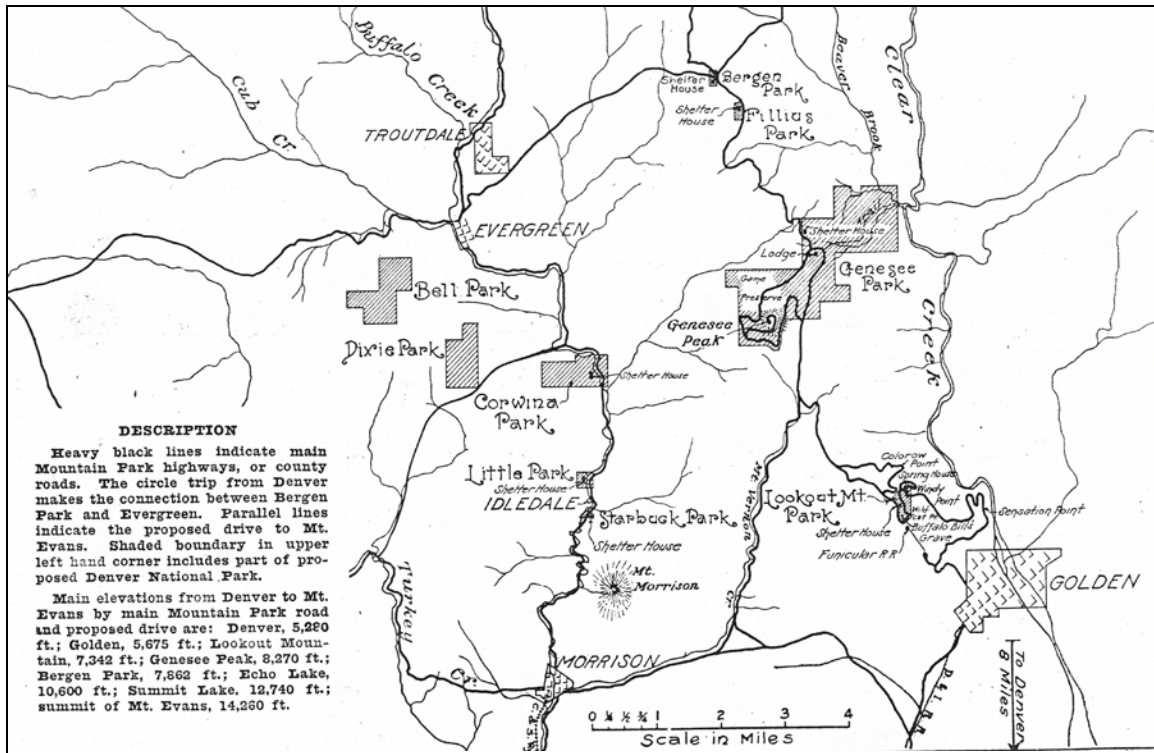 Buffalo
Creek
Cub
Cr.
TROUTDALE
EVERGREEN
Shelter
House
Bergen
Park
Shelter
House
Fillius
Park
Beaver
Brook
Clear
Creek
Trail
Shelter House
Lodge
Genesee
Park
Game
Preserve
Genesee
Peak
Bell Park
Dixie Park
Shelter House
Corwina
Park
Little Park
Shelter House
IDLEDALE
Starbuck Park
Shelter House
Mt.
Morrison
Mt. Vernon
Cr.
Colorow
Point
Spring House
Windy
Point
Lookout Mt.
Park
Shelter House
Buffalo Bill's
Grave
Funicular R R
Sensation Point
GOLDEN
Turkey
Cr.
MORRISON
C. & S.
To Denver
8 Miles
0 ¼ ½ ¾ 1 2 3 4
Scale in Miles
DESCRIPTION
Heavy black lines indicate main
Mountain Park highways, or county
roads. The circle trip from Denver
makes the connection between Bergen
Park and Evergreen. Parallel lines
indicate the proposed drive to Mt.
Evans. Shaded boundary in upper
left hand corner includes part of pro-
posed Denver National Park.
Main elevations from Denver to Mt.
Evans by main Mountain Park road
and proposed drive are: Denver, 5,280
ft.; Golden, 5,675 ft.; Lookout Moun-
tain, 7,342 ft.; Genesee Peak, 8,270 ft.;
Bergen Park, 7,862 ft.; Echo Lake,
10,600 ft.; Summit Lake, 12,740 ft.;
summit of Mt. Evans, 14,260 ft.